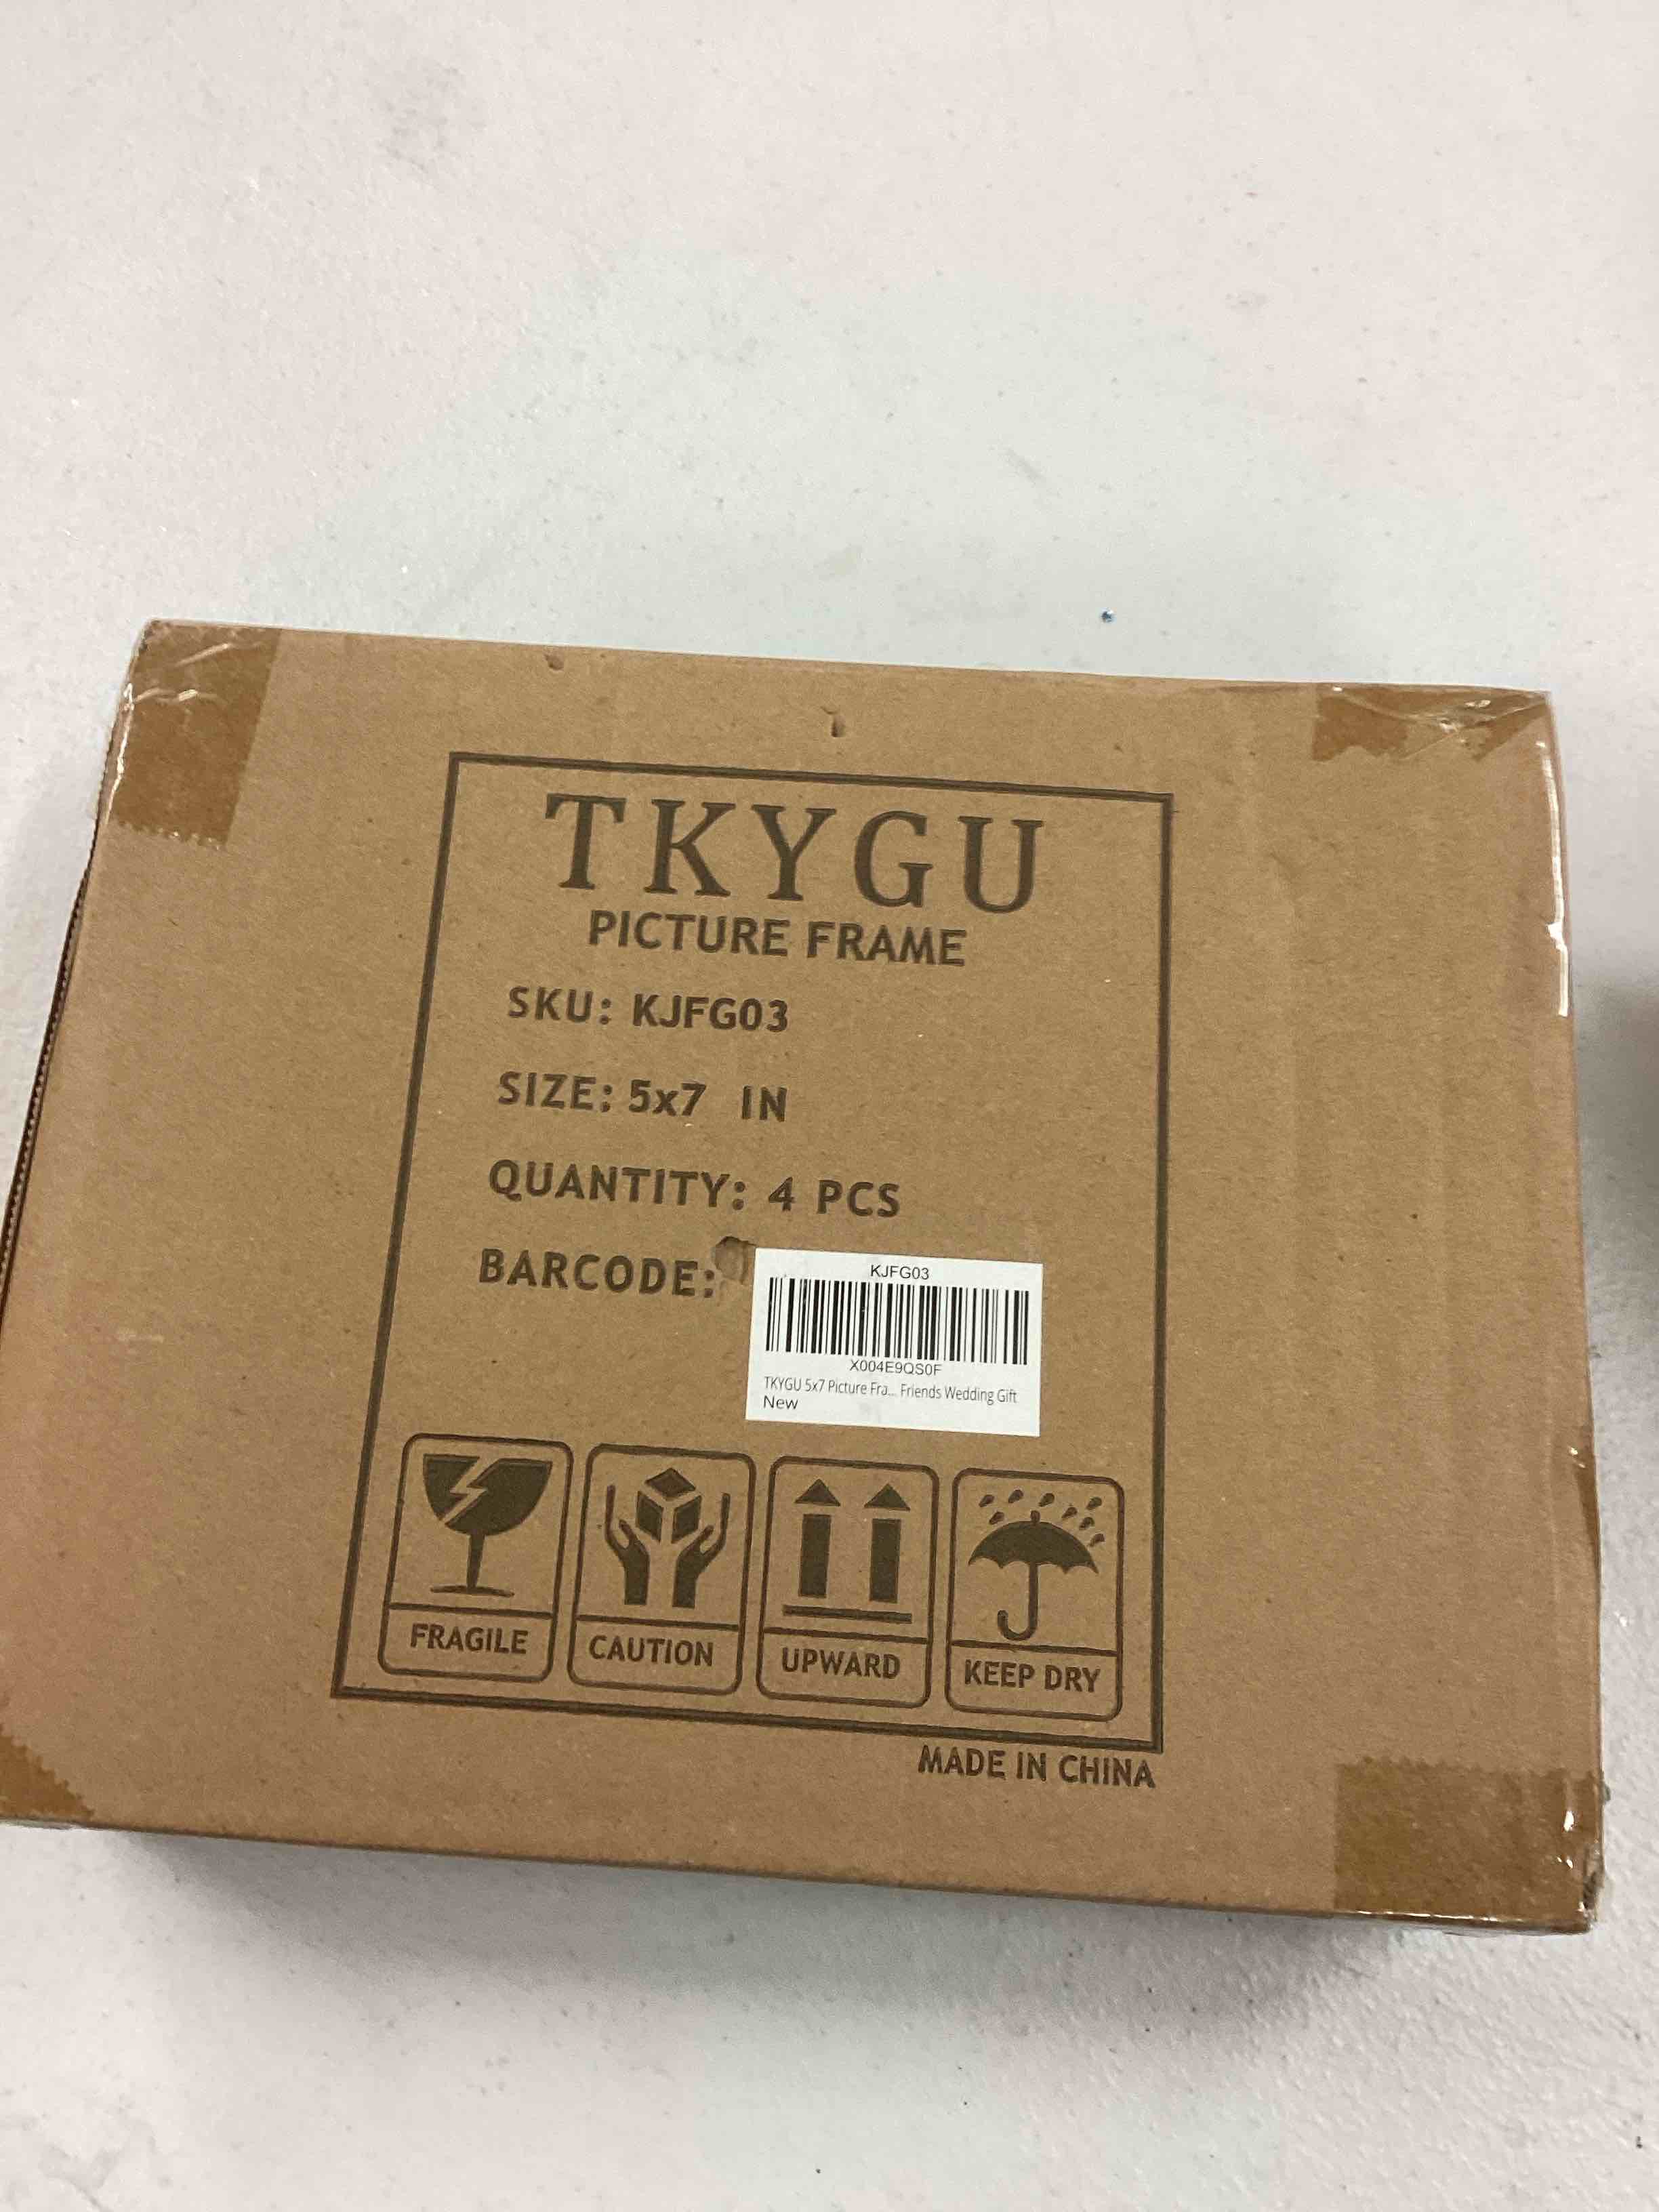 TKYGU
PICTURE FRAME
SKU: KJFG03
SIZE: 5x7 IN
QUANTITY: 4 PCS
BARCODE:
KJFG03
X004E9QS0F
TKYGU 5x7 Picture Fra... Friends Wedding Gift
New
FRAGILE
CAUTION
UPWARD
KEEP DRY
MADE IN CHINA